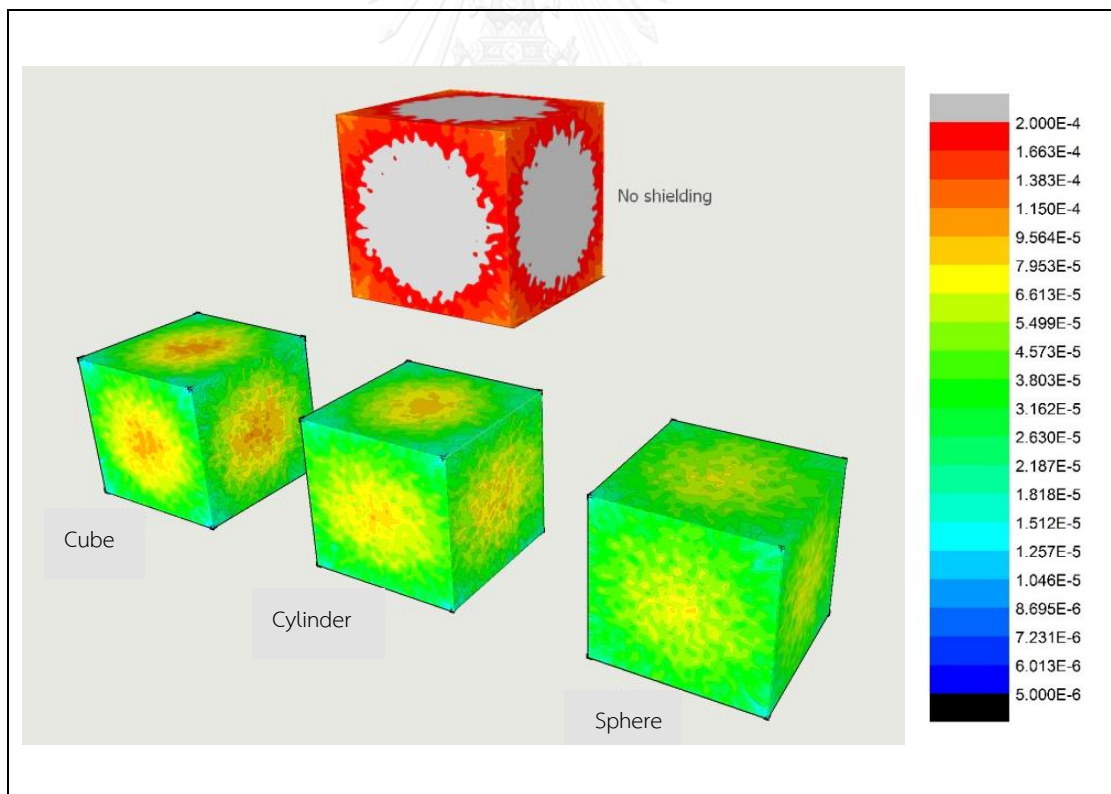 No shielding
Cube
Cylinder
Sphere
2.000E-4
1.663E-4
1.383E-4
1.150E-4
9.564E-5
7.953E-5
6.613E-5
5.499E-5
4.573E-5
3.803E-5
3.162E-5
2.630E-5
2.187E-5
1.818E-5
1.512E-5
1.257E-5
1.046E-5
8.695E-6
7.231E-6
6.013E-6
5.000E-6